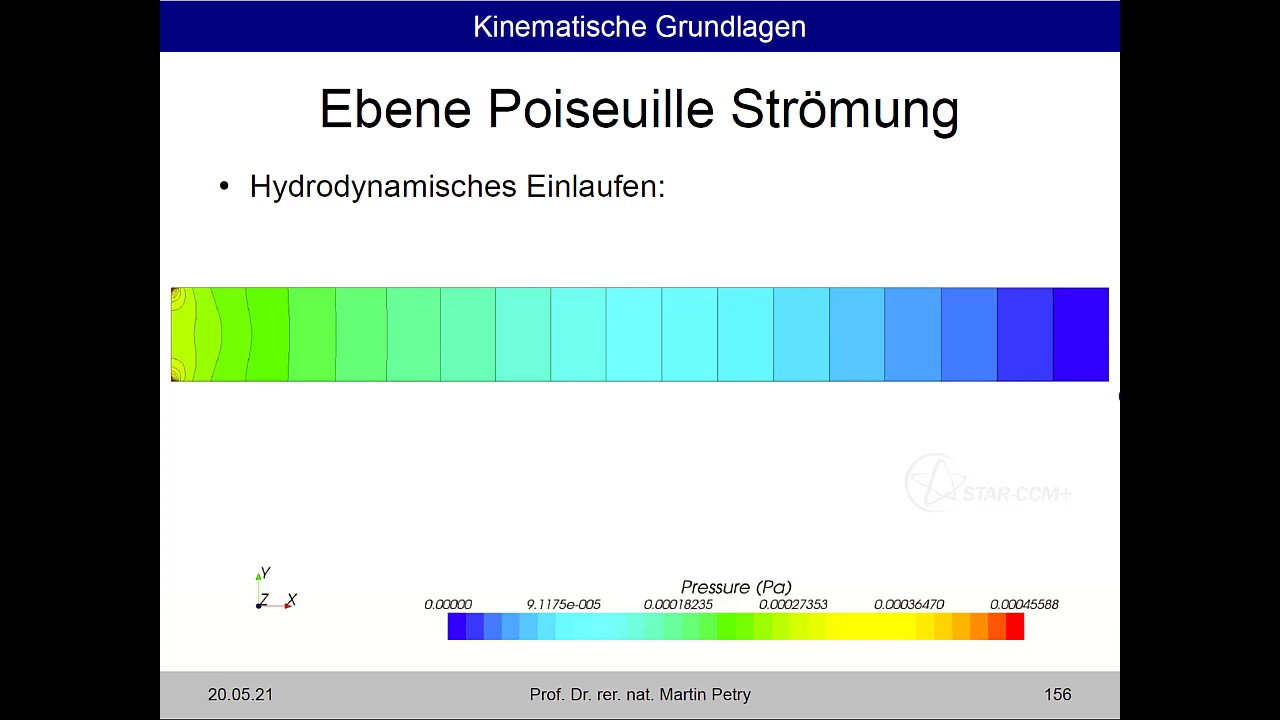 Kinematische Grundlagen
Ebene Poiseuille Strömung
• Hydrodynamisches Einlaufen:
STAR-CCM+
Y
Z X
Pressure (Pa)
0.00000 9.1175e-005 0.00018235 0.00027353 0.00036470 0.00045588
20.05.21 Prof. Dr. rer. nat. Martin Petry 156